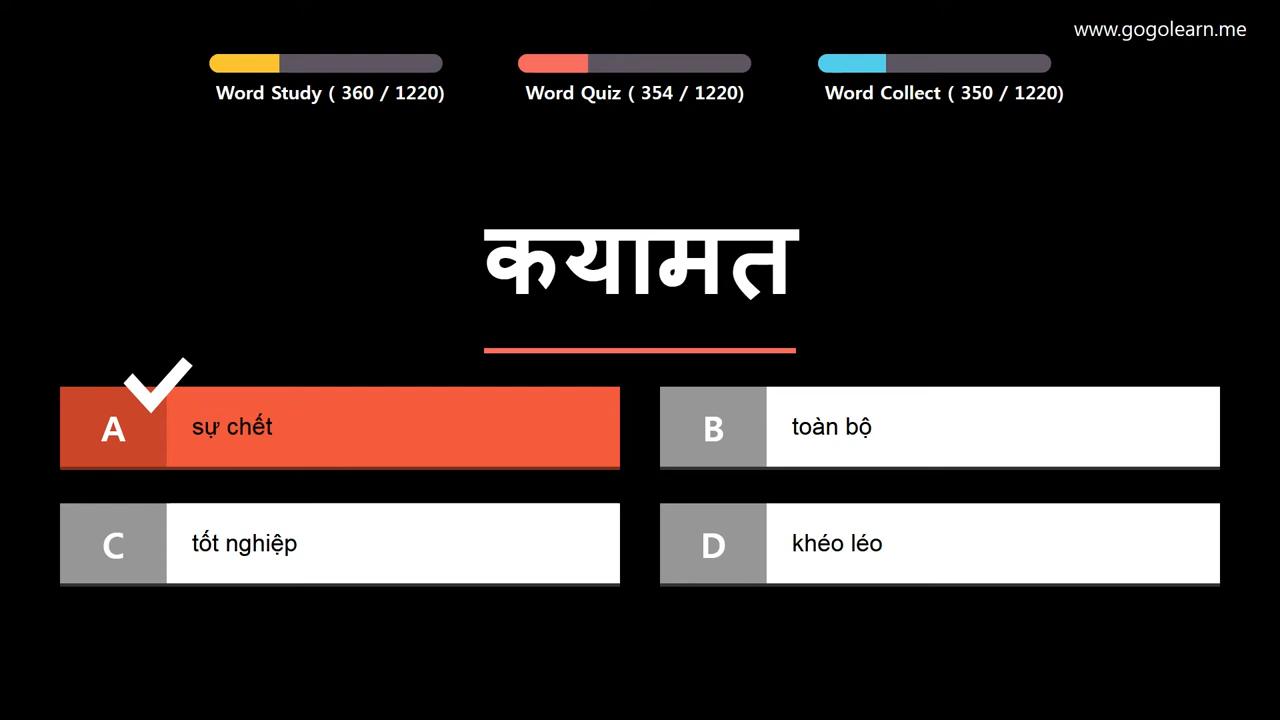 www.gogolearn.me
Word Study ( 360 / 1220)
Word Quiz ( 354 / 1220)
Word Collect ( 350 / 1220)
कयामत
A
sự chết
B
toàn bộ
C
tốt nghiệp
D
khéo léo